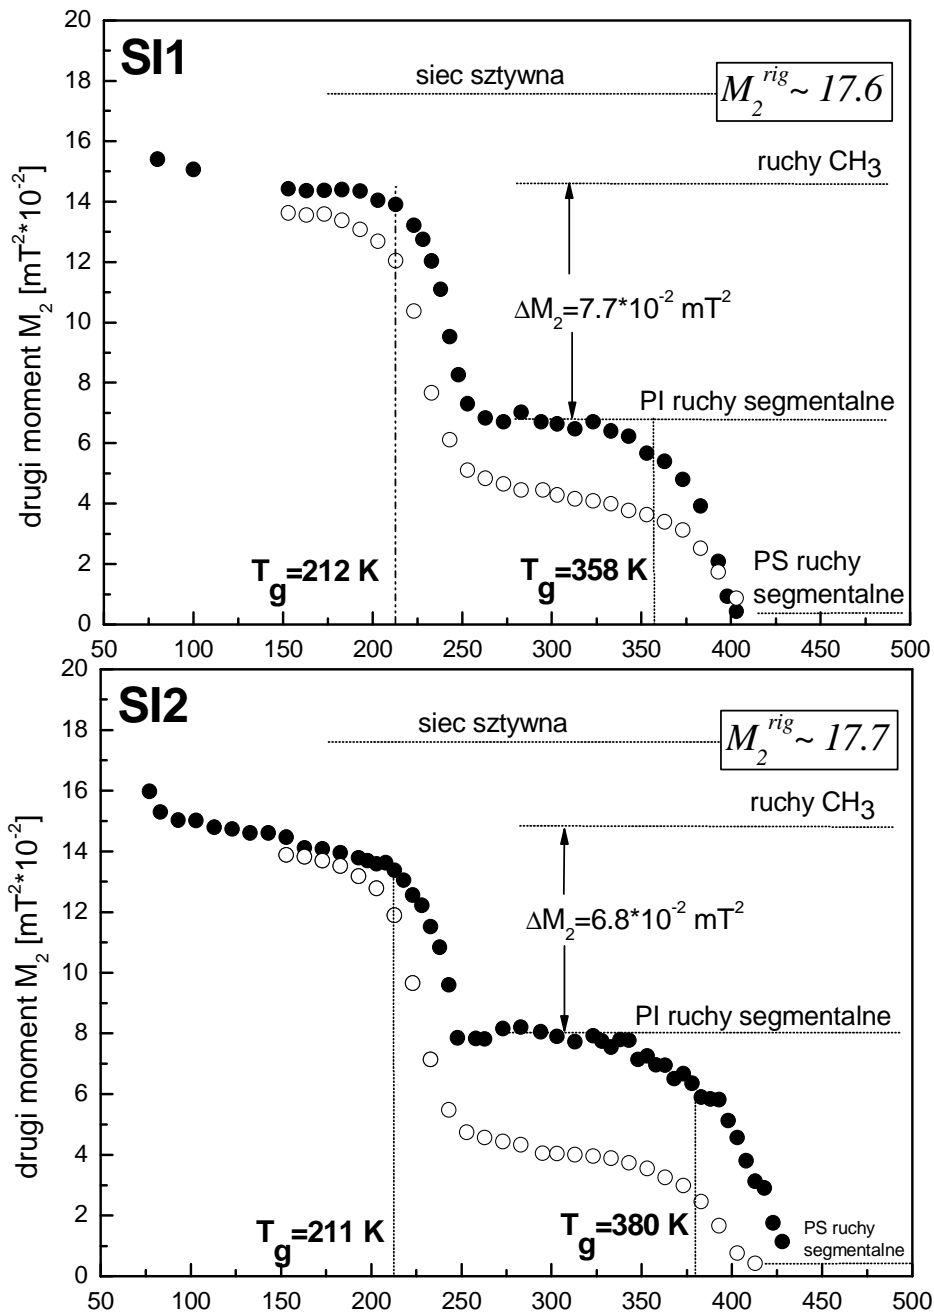 SI1
siec sztywna
M₂ʳⁱᵍ ~ 17.6
ruchy CH₃
ΔM₂=7.7*10⁻² mT²
PI ruchy segmentalne
T_g=212 K
T_g=358 K
PS ruchy
segmentalne
drugi moment M₂ [mT²*10⁻²]
20
18
16
14
12
10
8
6
4
2
0
50 100 150 200 250 300 350 400 450 500
SI2
siec sztywna
M₂ʳⁱᵍ ~ 17.7
ruchy CH₃
ΔM₂=6.8*10⁻² mT²
PI ruchy segmentalne
T_g=211 K
T_g=380 K
PS ruchy
segmentalne
drugi moment M₂ [mT²*10⁻²]
20
18
16
14
12
10
8
6
4
2
0
50 100 150 200 250 300 350 400 450 500